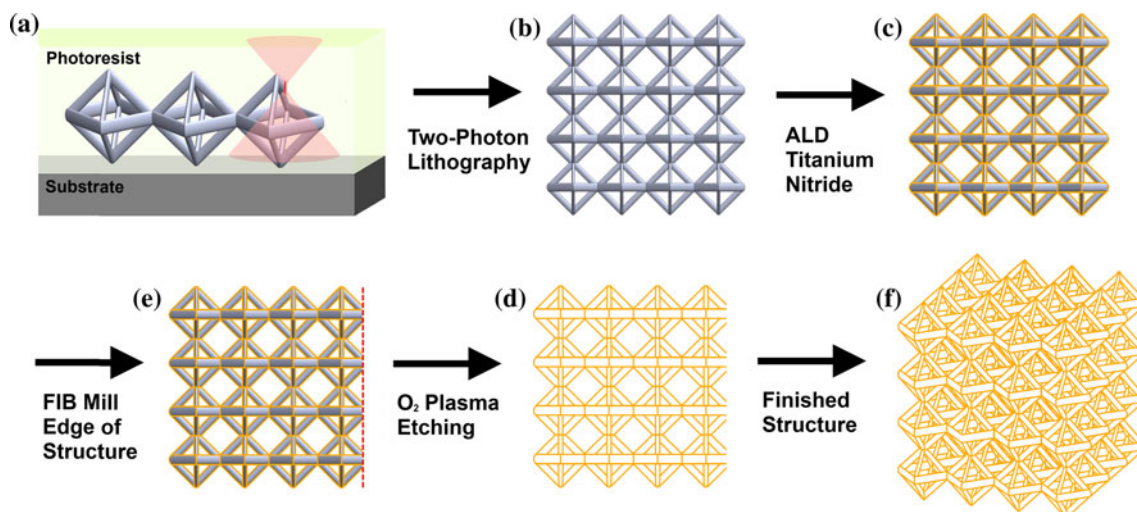 (a)
Photoresist
Substrate
Two-Photon
Lithography
(b)
ALD
Titanium
Nitride
(c)
FIB Mill
Edge of
Structure
(e)
O₂ Plasma
Etching
(d)
Finished
Structure
(f)